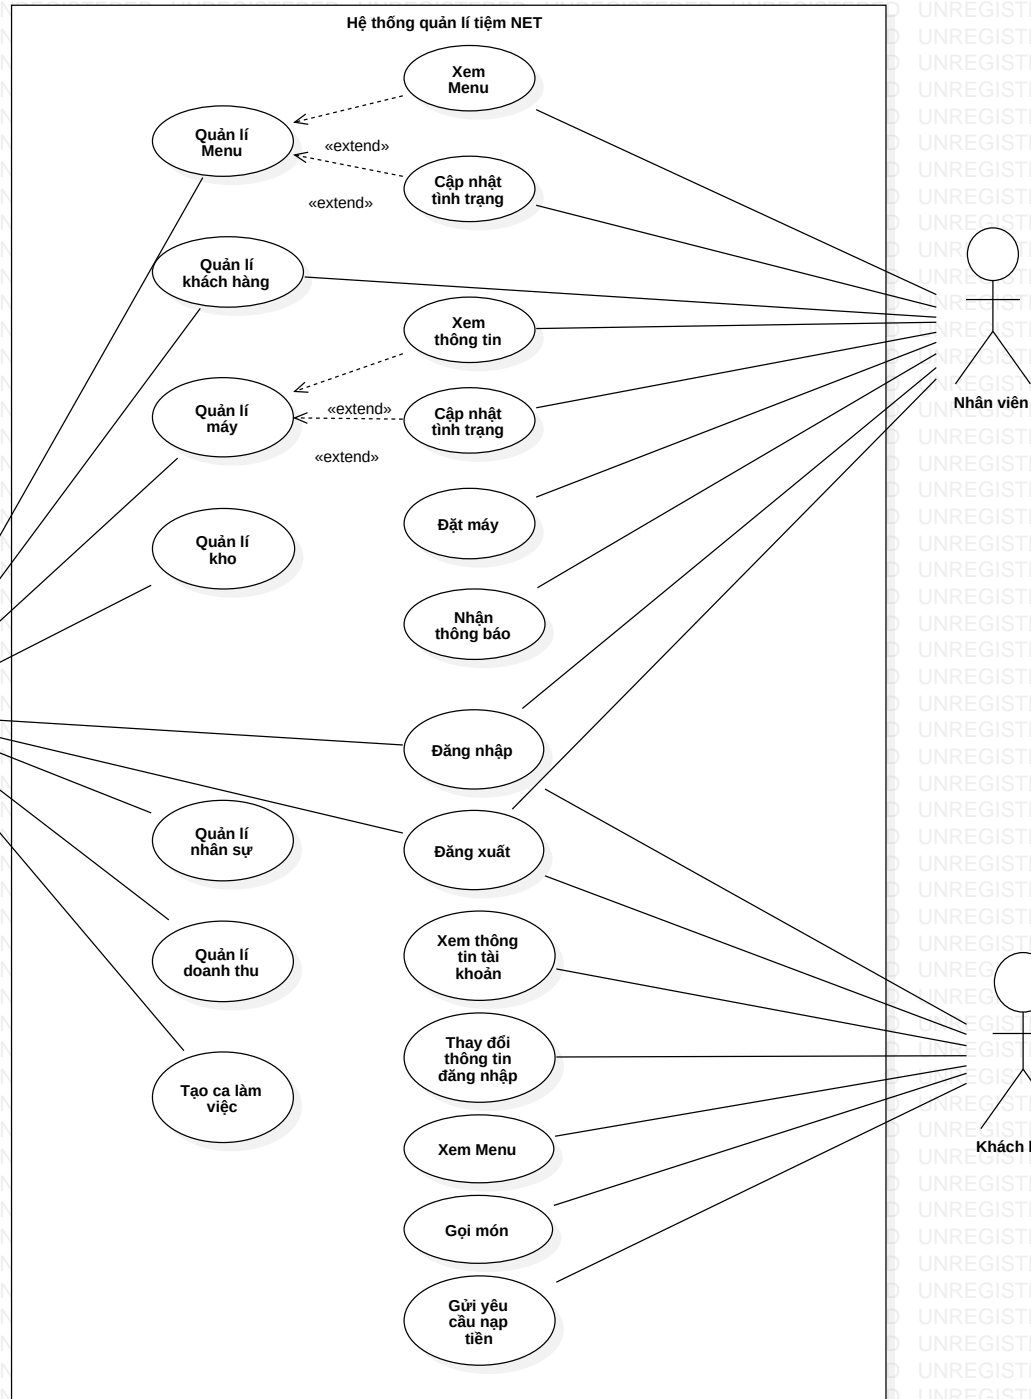 Hệ thống quản lí tiệm NET
Xem
Menu
Quản lí
Menu
«extend»
Cập nhật
tình trạng
«extend»
Quản lí
khách hàng
Xem
thông tin
Quản lí
máy
«extend»
Cập nhật
tình trạng
«extend»
Nhân viên
Đặt máy
Quản lí
kho
Nhận
thông báo
Đăng nhập
Quản lí
nhân sự
Đăng xuất
Quản lí
doanh thu
Xem thông
tin tài
khoản
Thay đổi
thông tin
đăng nhập
Tạo ca làm
việc
Xem Menu
Khách
Gọi món
Gửi yêu
cầu nạp
tiền